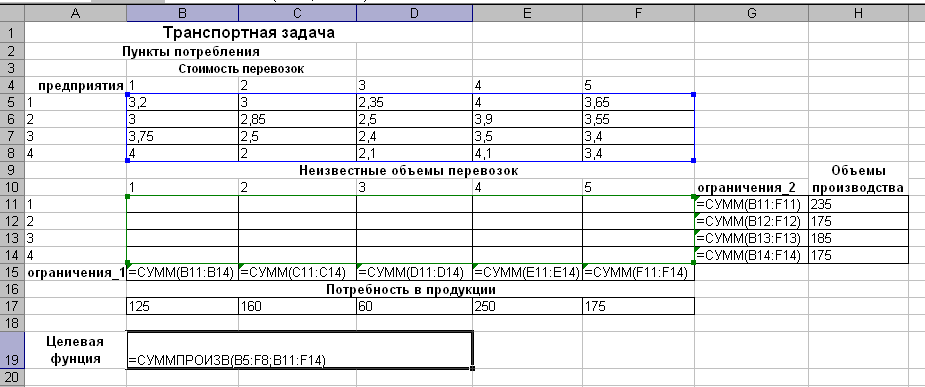 A B C D E F G H
1 Транспортная задача
2 Пункты потребления
3 Стоимость перевозок
4 предприятия 1 2 3 4 5
5 1 3,2 3 2,35 4 3,65
6 2 3 2,85 2,5 3,9 3,55
7 3 3,75 2,5 2,4 3,5 3,4
8 4 4 2 2,1 4,1 3,4
9 Неизвестные объемы перевозок Объемы
10 1 2 3 4 5 ограничения_2 производства
11 1 =СУММ(B11:F11) 235
12 2 =СУММ(B12:F12) 175
13 3 =СУММ(B13:F13) 185
14 4 =СУММ(B14:F14) 175
15 ограничения_1 =СУММ(B11:B14) =СУММ(C11:C14) =СУММ(D11:D14) =СУММ(E11:E14) =СУММ(F11:F14)
16 Потребность в продукции
17 125 160 60 250 175
18
Целевая
19 фунция =СУММПРОИЗВ(B5:F8;B11:F14)
20